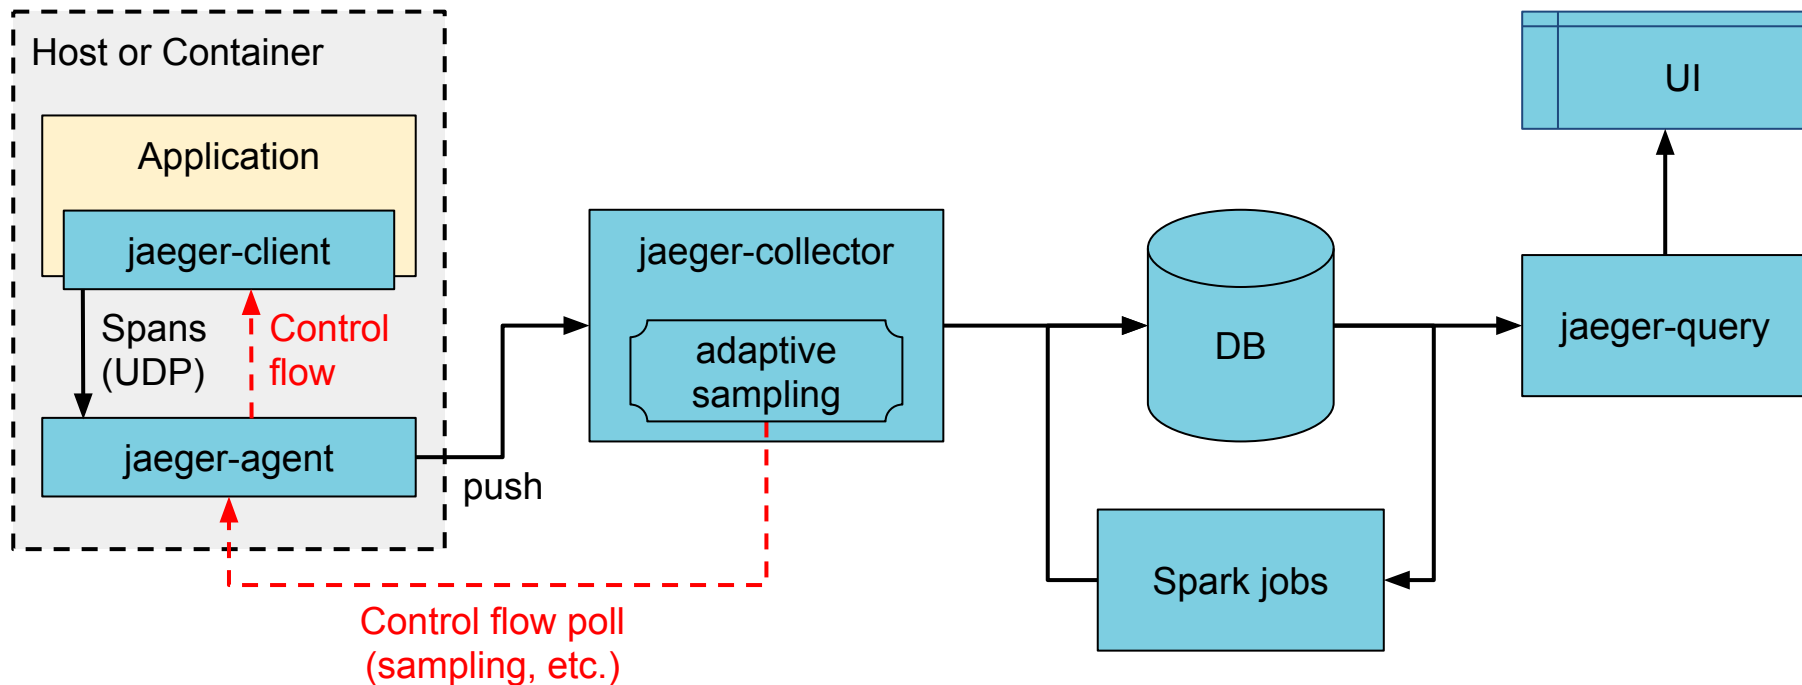 Host or Container
Application
jaeger-client
Spans
(UDP)
Control
flow
jaeger-agent
push
Control flow poll
(sampling, etc.)
jaeger-collector
adaptive
sampling
DB
Spark jobs
jaeger-query
UI